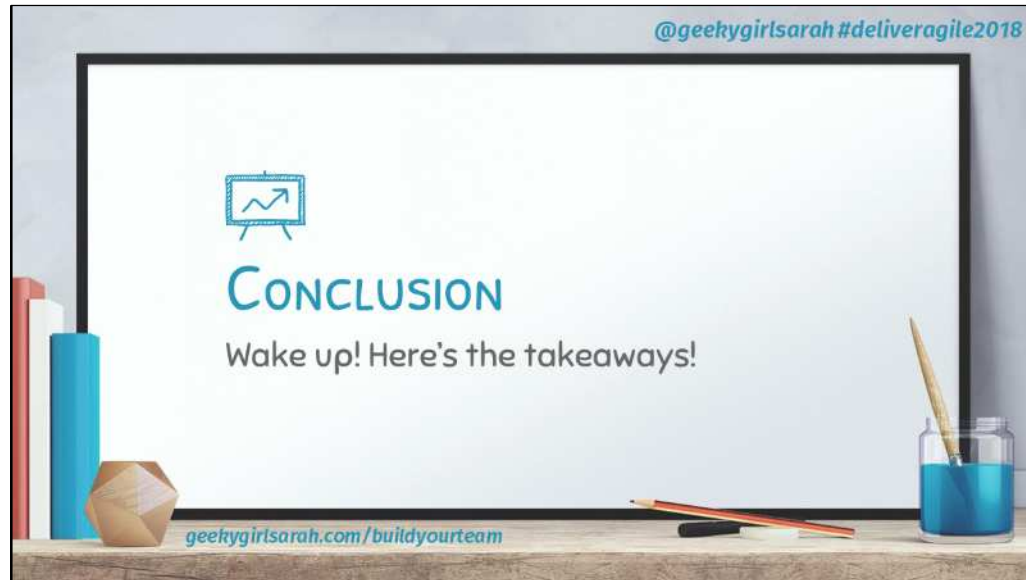 @geekygirlsarah #deliveragile2018
Conclusion
Wake up! Here's the takeaways!
geekygirlsarah.com/buildyourteam